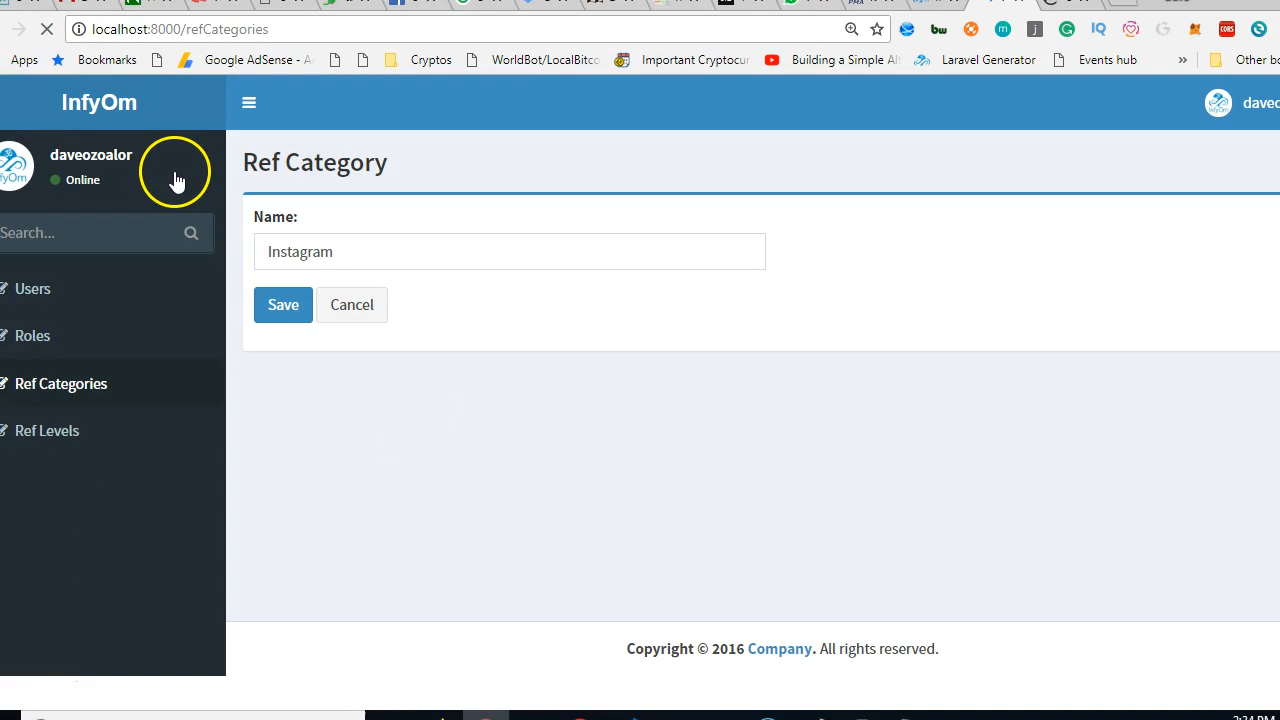 localhost:8000/refCategories
Apps Bookmarks Google AdSense - A Cryptos WorldBot/LocalBitco Important Cryptocur Building a Simple Al Laravel Generator Events hub » Other bo
InfyOm
daveo
daveozoalor
Online
Search...
Users
Roles
Ref Categories
Ref Levels
Ref Category
Name:
Instagram
Save Cancel
Copyright © 2016 Company. All rights reserved.